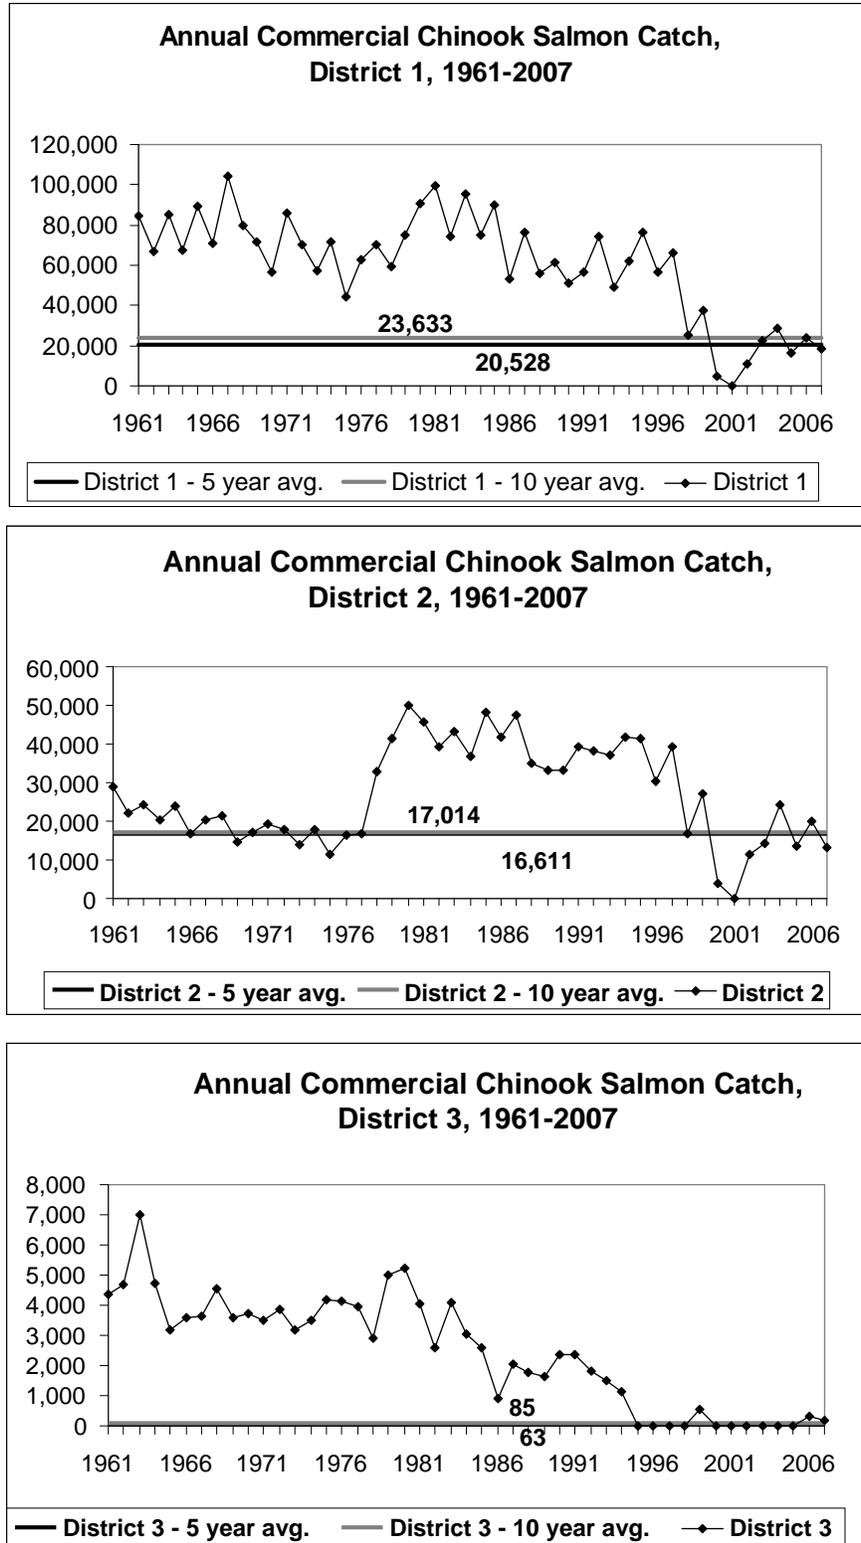 Annual Commercial Chinook Salmon Catch,
District 1, 1961-2007
120,000
100,000
80,000
60,000
40,000
20,000
0
23,633
20,528
1961 1966 1971 1976 1981 1986 1991 1996 2001 2006
District 1 - 5 year avg. District 1 - 10 year avg. District 1
Annual Commercial Chinook Salmon Catch,
District 2, 1961-2007
60,000
50,000
40,000
30,000
20,000
10,000
0
17,014
16,611
1961 1966 1971 1976 1981 1986 1991 1996 2001 2006
District 2 - 5 year avg. District 2 - 10 year avg. District 2
Annual Commercial Chinook Salmon Catch,
District 3, 1961-2007
8,000
7,000
6,000
5,000
4,000
3,000
2,000
1,000
0
85
63
1961 1966 1971 1976 1981 1986 1991 1996 2001 2006
District 3 - 5 year avg. District 3 - 10 year avg. District 3